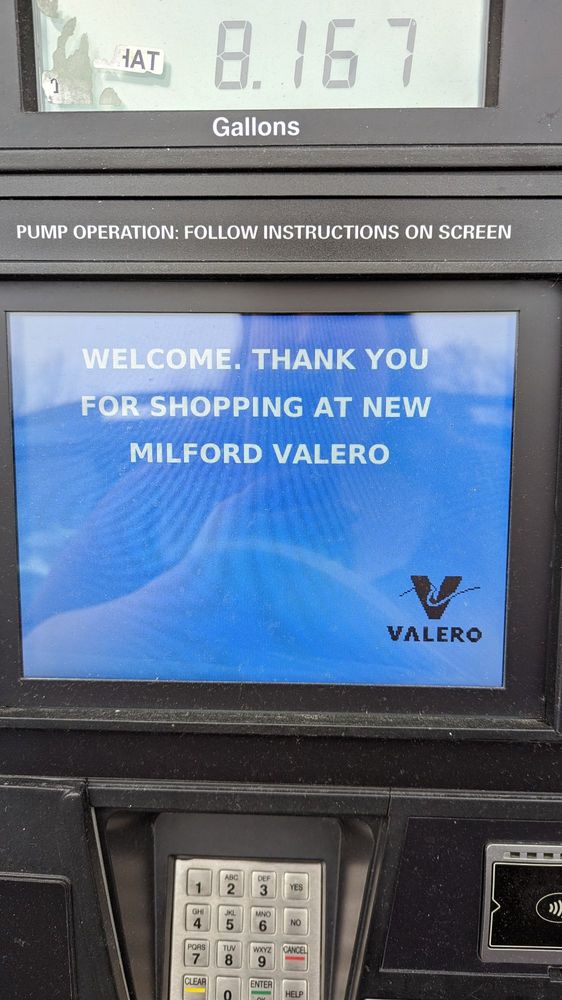 8.167
HAT
Gallons
PUMP OPERATION: FOLLOW INSTRUCTIONS ON SCREEN
WELCOME. THANK YOU
FOR SHOPPING AT NEW
MILFORD VALERO
VALERO
1 ABC 2 DEF 3 YES
GHI 4 JKL 5 MNO 6 NO
PQRS 7 TUV 8 WXYZ 9 CANCEL
CLEAR 0 ENTER OK HELP